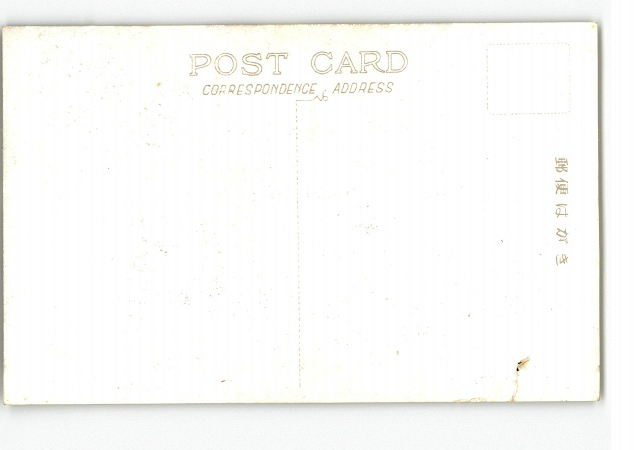 POST CARD
CORRESPONDENCE ADDRESS
郵便はがき